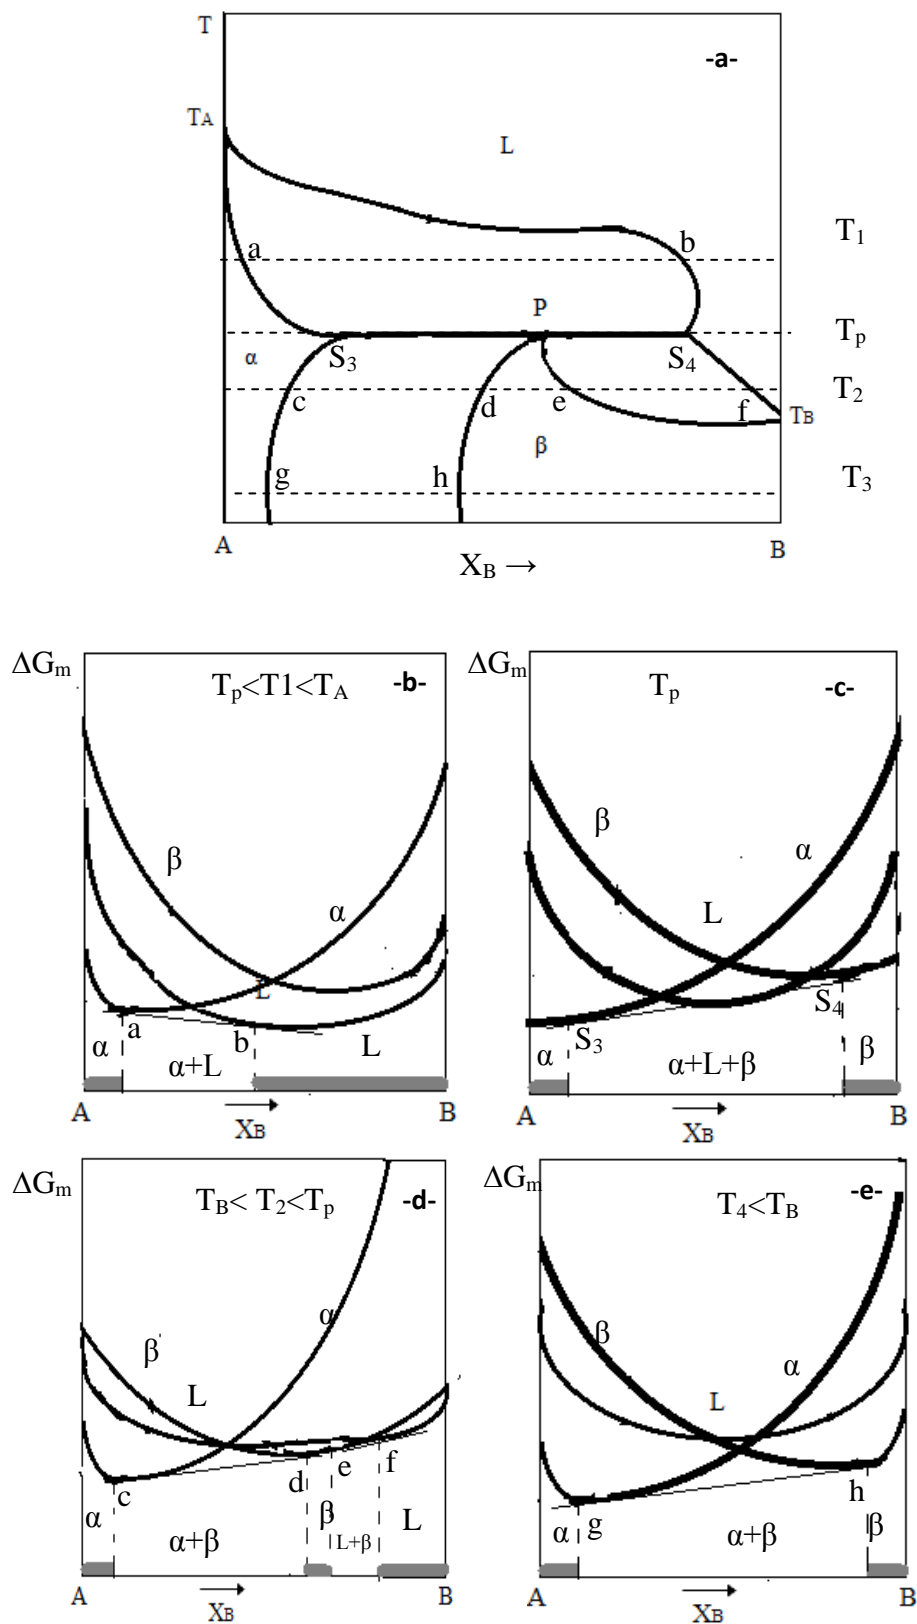 T
-a-
TA
L
T₁
a
b
P
Tp
S₃
S₄
α
T₂
c
d
e
f
TB
β
g
h
T₃
A
B
XB →
ΔGm
Tp<T1<TA
-b-
β
α
L
a
b
L
α
α+L
A
B
XB
ΔGm
Tp
-c-
β
α
L
S₄
S₃
α
α+L+β
β
A
B
XB
ΔGm
TB< T₂<Tp
-d-
α
β
L
c
d
e
f
α
α+β
β
L+β
L
A
B
XB
ΔGm
T₄<TB
-e-
β
α
L
g
h
α
α+β
β
A
B
XB